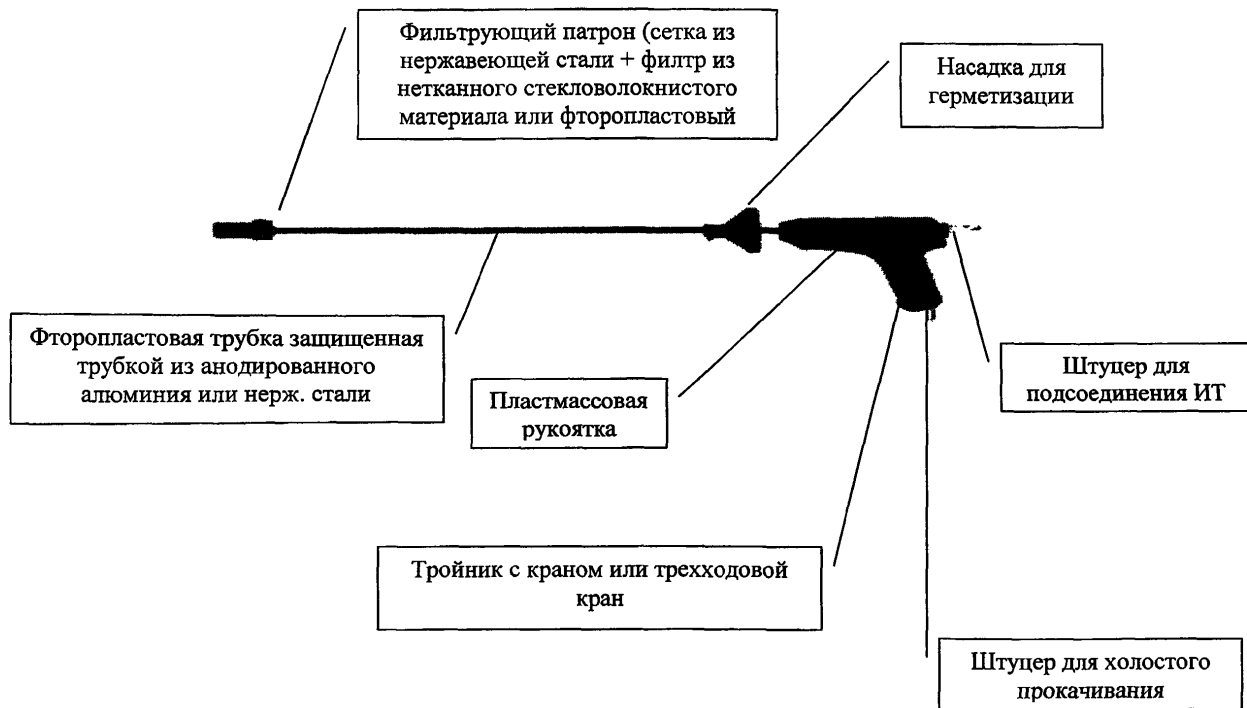 Фильтрующий патрон (сетка из
нержавеющей стали + филтр из
нетканного стекловолокнистого
материала или фторопластовый
Насадка для
герметизации
Фторопластовая трубка защищенная
трубкой из анодированного
алюминия или нерж. стали
Пластмассовая
рукоятка
Штуцер для
подсоединения ИТ
Тройник с краном или трехходовой
кран
Штуцер для холостого
прокачивания